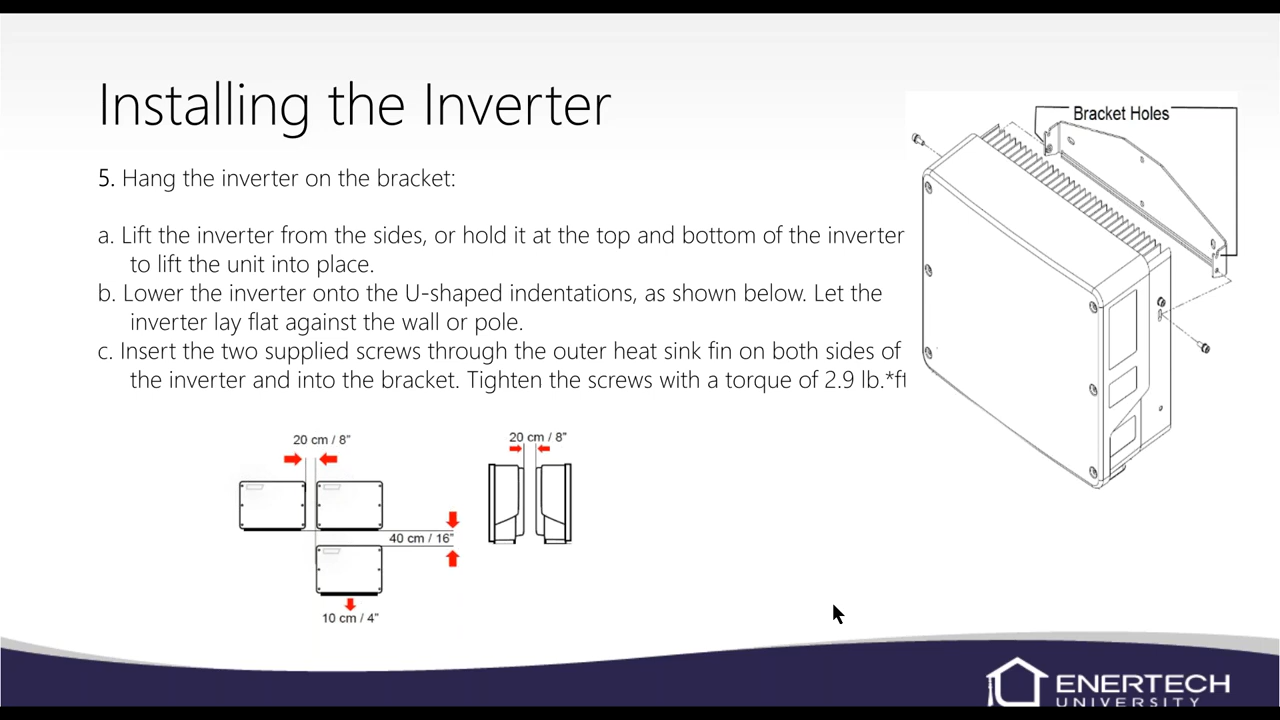 Installing the Inverter
Bracket Holes
5. Hang the inverter on the bracket:
a. Lift the inverter from the sides, or hold it at the top and bottom of the inverter
to lift the unit into place.
b. Lower the inverter onto the U-shaped indentations, as shown below. Let the
inverter lay flat against the wall or pole.
c. Insert the two supplied screws through the outer heat sink fin on both sides of
the inverter and into the bracket. Tighten the screws with a torque of 2.9 lb.*ft
20 cm / 8"
20 cm / 8"
40 cm / 16"
10 cm / 4"
ENERTECH
UNIVERSITY